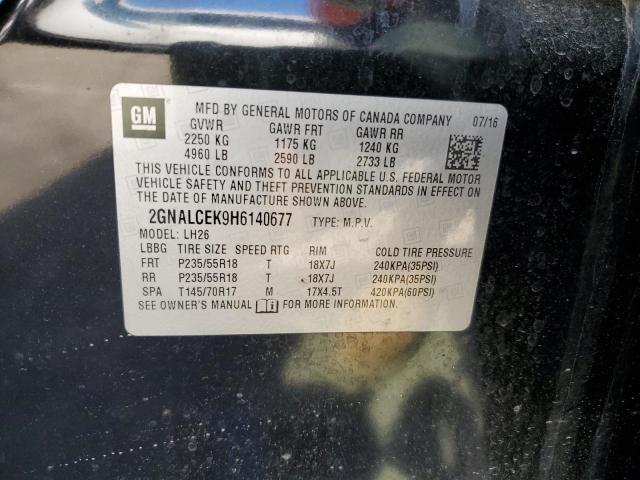 GM
MFD BY GENERAL MOTORS OF CANADA COMPANY 07/16
GVWR GAWR FRT GAWR RR
2250 KG 1175 KG 1240 KG
4960 LB 2590 LB 2733 LB
THIS VEHICLE CONFORMS TO ALL APPLICABLE U.S. FEDERAL MOTOR
VEHICLE SAFETY AND THEFT PREVENTION STANDARDS IN EFFECT ON
THE DATE OF MANUFACTURE SHOWN ABOVE.
2GNALCEK9H6140677 TYPE: M.P.V.
MODEL: LH26
LBBG TIRE SIZE SPEED RTG RIM COLD TIRE PRESSURE
FRT P235/55R18 T 18X7J 240KPA(35PSI)
RR P235/55R18 T 18X7J 240KPA(35PSI)
SPA T145/70R17 M 17X4.5T 420KPA(60PSI)
SEE OWNER'S MANUAL FOR MORE INFORMATION